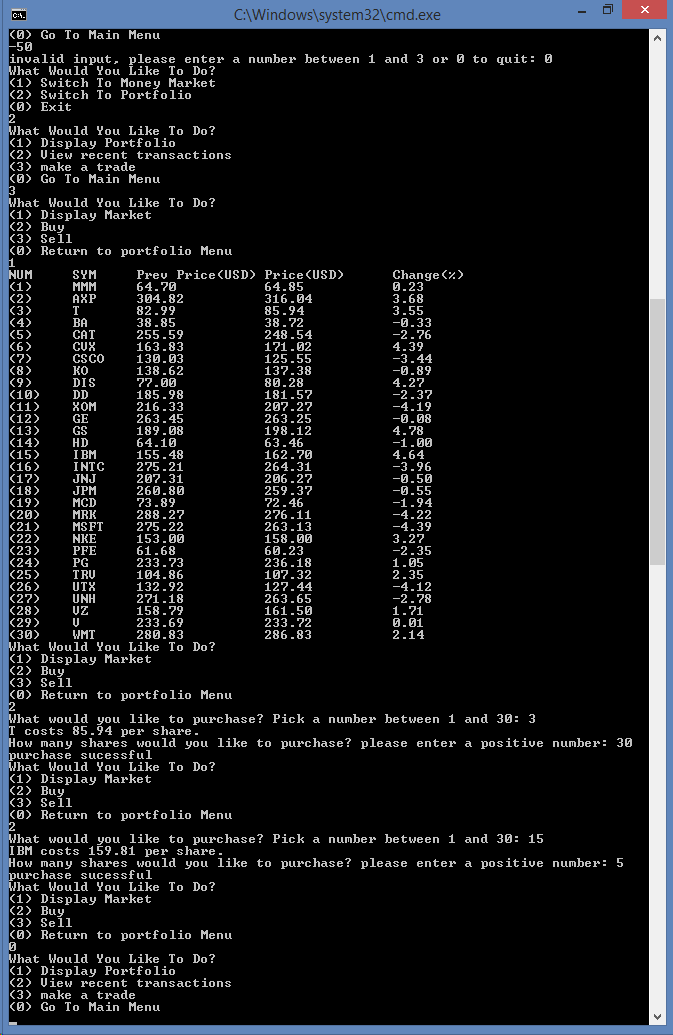 C:\Windows\system32\cmd.exe
(0) Go To Main Menu
-50
invalid input, please enter a number between 1 and 3 or 0 to quit: 0
What Would You Like To Do?
(1) Switch To Money Market
(2) Switch To Portfolio
(0) Exit
2
What Would You Like To Do?
(1) Display Portfolio
(2) View recent transactions
(3) make a trade
(0) Go To Main Menu
3
What Would You Like To Do?
(1) Display Market
(2) Buy
(3) Sell
(0) Return to portfolio Menu
1
NUM SYM Prev Price(USD) Price(USD) Change(%)
(1) MMM 64.70 64.85 0.23
(2) AXP 304.82 316.04 3.68
(3) T 82.99 85.94 3.55
(4) BA 38.85 38.72 -0.33
(5) CAT 255.59 248.54 -2.76
(6) CVX 163.83 171.02 4.39
(7) CSCO 130.03 125.55 -3.44
(8) KO 138.62 137.38 -0.89
(9) DIS 77.00 80.28 4.27
(10) DD 185.98 181.57 -2.37
(11) XOM 216.33 207.27 -4.19
(12) GE 263.45 263.25 -0.08
(13) GS 189.08 198.12 4.78
(14) HD 64.10 63.46 -1.00
(15) IBM 155.48 162.70 4.64
(16) INTC 275.21 264.31 -3.96
(17) JNJ 207.31 206.27 -0.50
(18) JPM 260.80 259.37 -0.55
(19) MCD 73.89 72.46 -1.94
(20) MRK 288.27 276.11 -4.22
(21) MSFT 275.22 263.13 -4.39
(22) NKE 153.00 158.00 3.27
(23) PFE 61.68 60.23 -2.35
(24) PG 233.73 236.18 1.05
(25) TRV 104.86 107.32 2.35
(26) UTX 132.92 127.44 -4.12
(27) UNH 271.18 263.65 -2.78
(28) VZ 158.79 161.50 1.71
(29) V 233.69 233.72 0.01
(30) WMT 280.83 286.83 2.14
What Would You Like To Do?
(1) Display Market
(2) Buy
(3) Sell
(0) Return to portfolio Menu
2
What would you like to purchase? Pick a number between 1 and 30: 3
T costs 85.94 per share.
How many shares would you like to purchase? please enter a positive number: 30
purchase sucessful
What Would You Like To Do?
(1) Display Market
(2) Buy
(3) Sell
(0) Return to portfolio Menu
2
What would you like to purchase? Pick a number between 1 and 30: 15
IBM costs 159.81 per share.
How many shares would you like to purchase? please enter a positive number: 5
purchase sucessful
What Would You Like To Do?
(1) Display Market
(2) Buy
(3) Sell
(0) Return to portfolio Menu
0
What Would You Like To Do?
(1) Display Portfolio
(2) View recent transactions
(3) make a trade
(0) Go To Main Menu